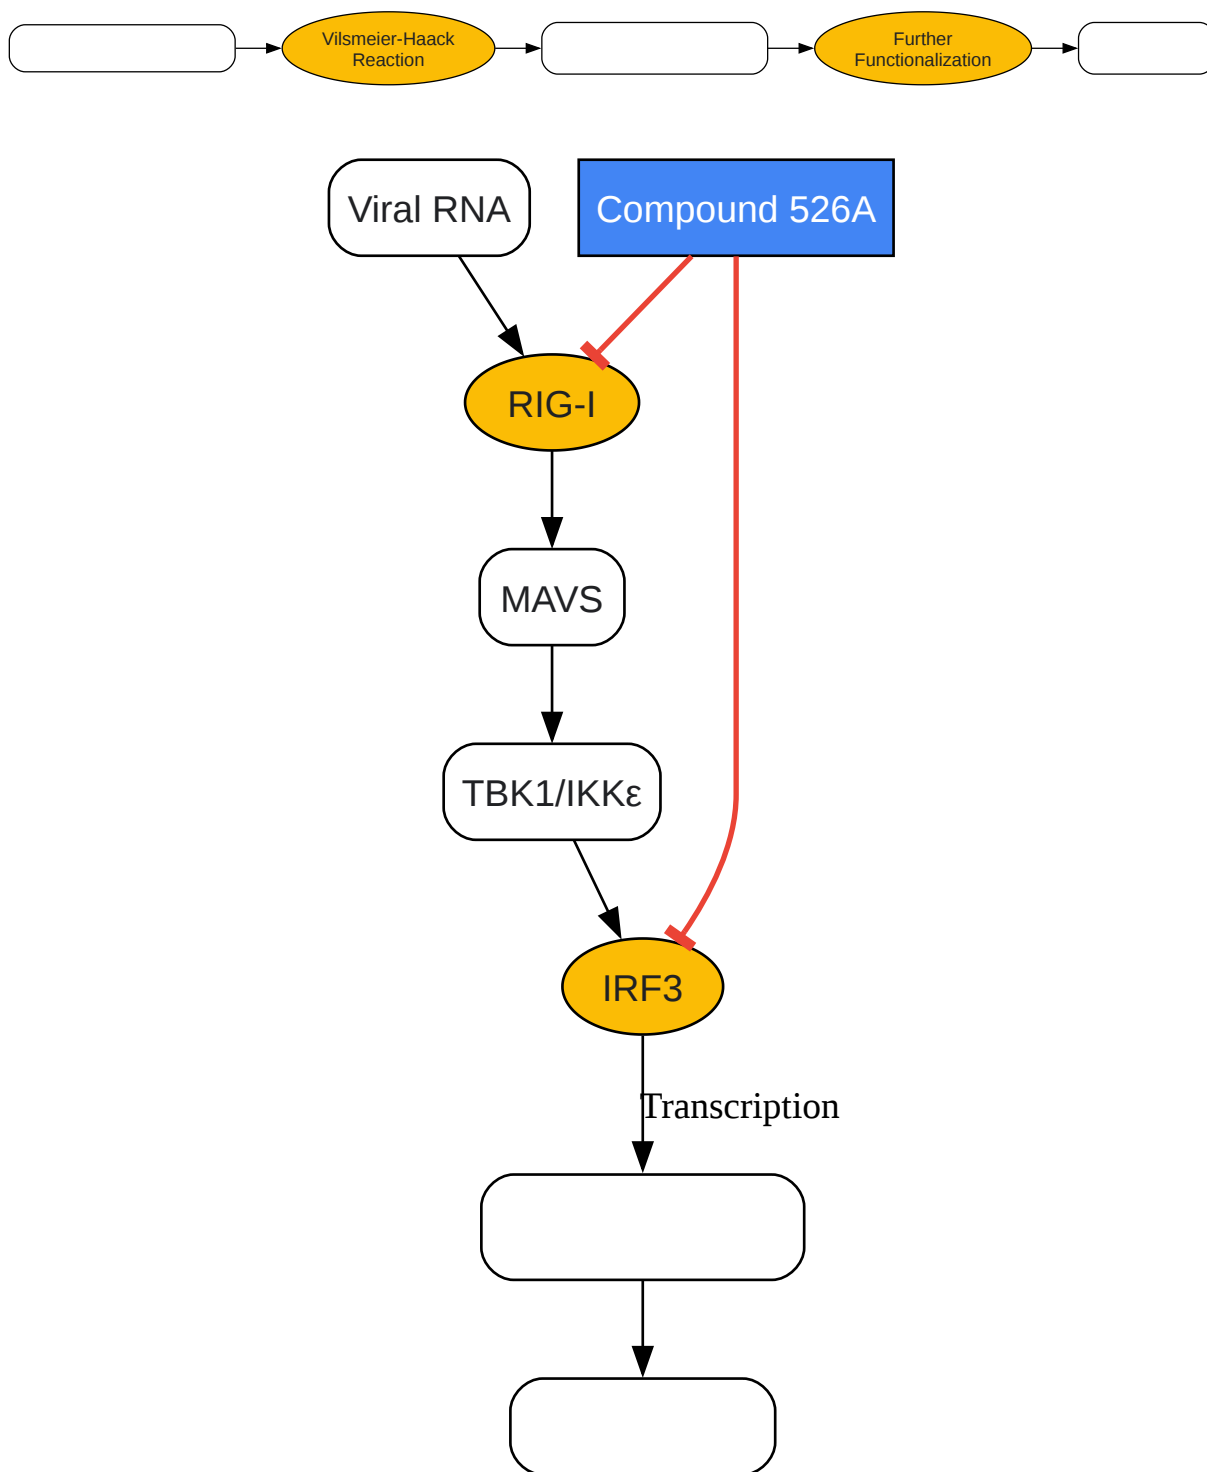 Vilsmeier-Haack
Reaction
Further
Functionalization
Viral RNA
Compound 526A
RIG-I
MAVS
TBK1/IKKε
IRF3
Transcription